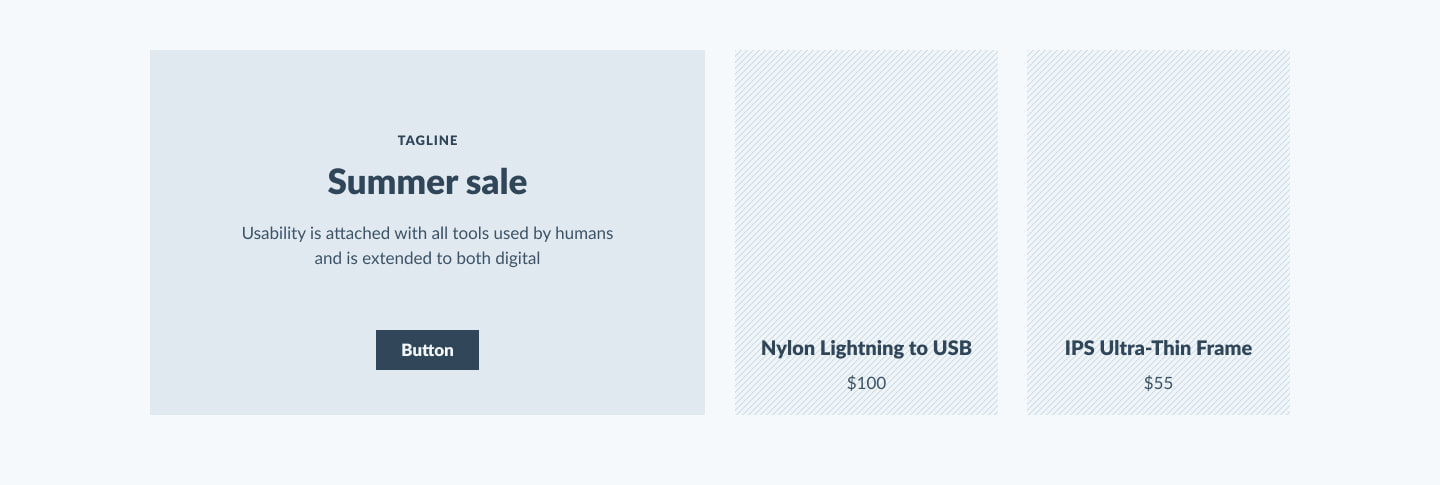 TAGLINE
Summer sale
Usability is attached with all tools used by humans
and is extended to both digital
Button
Nylon Lightning to USB
$100
IPS Ultra-Thin Frame
$55